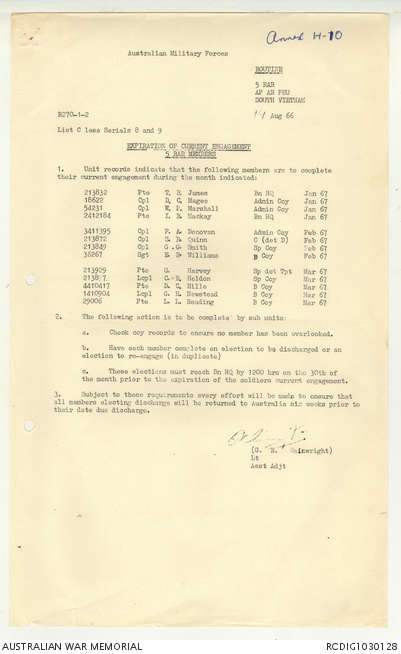 Annex H-10
Australian Military Forces
ROUTINE
5 RAR
AP AN PHU
SOUTH VIETNAM
R270-1-2
14 Aug 66
List C less Serials 8 and 9
EXPIRATION OF CURRENT ENGAGEMENT
5 RAR MEMBERS
1. Unit records indicate that the following members are to complete
their current engagement during the month indicated:
213832 Pte T. E. James Bn HQ Jan 67
18622 Cpl D. C. Magee Admin Coy Jan 67
54231 Cpl W. P. Marshall Admin Coy Jan 67
2412184 Pte I. R. Mackay Bn HQ Jan 67
3411395 Cpl P. A. Donovan Admin Coy Feb 67
213872 Cpl S. Quinn C (det D) Feb 67
213849 Cpl G. G. Smith Sp Coy Feb 67
38267 Sgt E. Williams B Coy Feb 67
213909 Pte G. Harvey Sp det Tpt Mar 67
213887 Lcpl C. R. Heldon Sp Coy Mar 67
4410417 Pte D. C. Mills B Coy Mar 67
1410904 Lcpl G. R. Newstead B Coy Mar 67
29006 Pte L. L. Reading B Coy Mar 67
2. The following action is to be completed by sub units:
a. Check coy records to ensure no member has been overlooked.
b. Have each member complete an election to be discharged or an
election to re-engage (in duplicate)
c. These elections must reach Bn HQ by 1200 hrs on the 30th of
the month prior to the expiration of the soldiers current engagement.
3. Subject to these requirements every effort will be made to ensure that
all members electing discharge will be returned to Australia six weeks prior to
their date due discharge.
(G. R. Wainwright)
Lt
Asst Adjt
AUSTRALIAN WAR MEMORIAL
RCDIG1030128